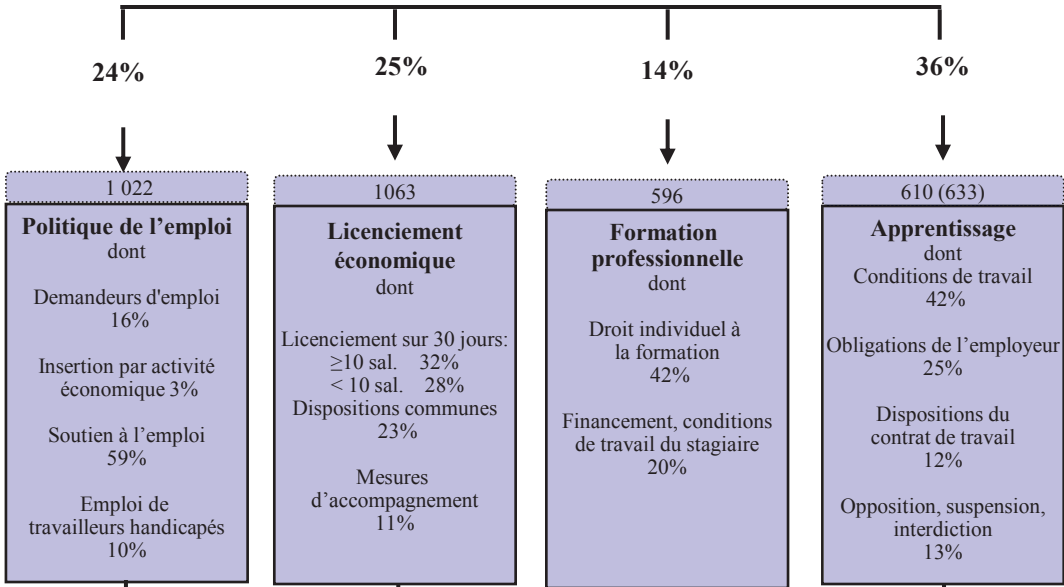 24%
25%
14%
36%
1 022
Politique de l’emploi
dont
Demandeurs d'emploi
16%
Insertion par activité
économique 3%
Soutien à l’emploi
59%
Emploi de
travailleurs handicapés
10%
1063
Licenciement
économique
dont
Licenciement sur 30 jours:
≥10 sal. 32%
< 10 sal. 28%
Dispositions communes
23%
Mesures
d’accompagnement
11%
596
Formation
professionnelle
dont
Droit individuel à
la formation
42%
Financement, conditions
de travail du stagiaire
20%
610 (633)
Apprentissage
dont
Conditions de travail
42%
Obligations de l’employeur
25%
Dispositions du
contrat de travail
12%
Opposition, suspension,
interdiction
13%